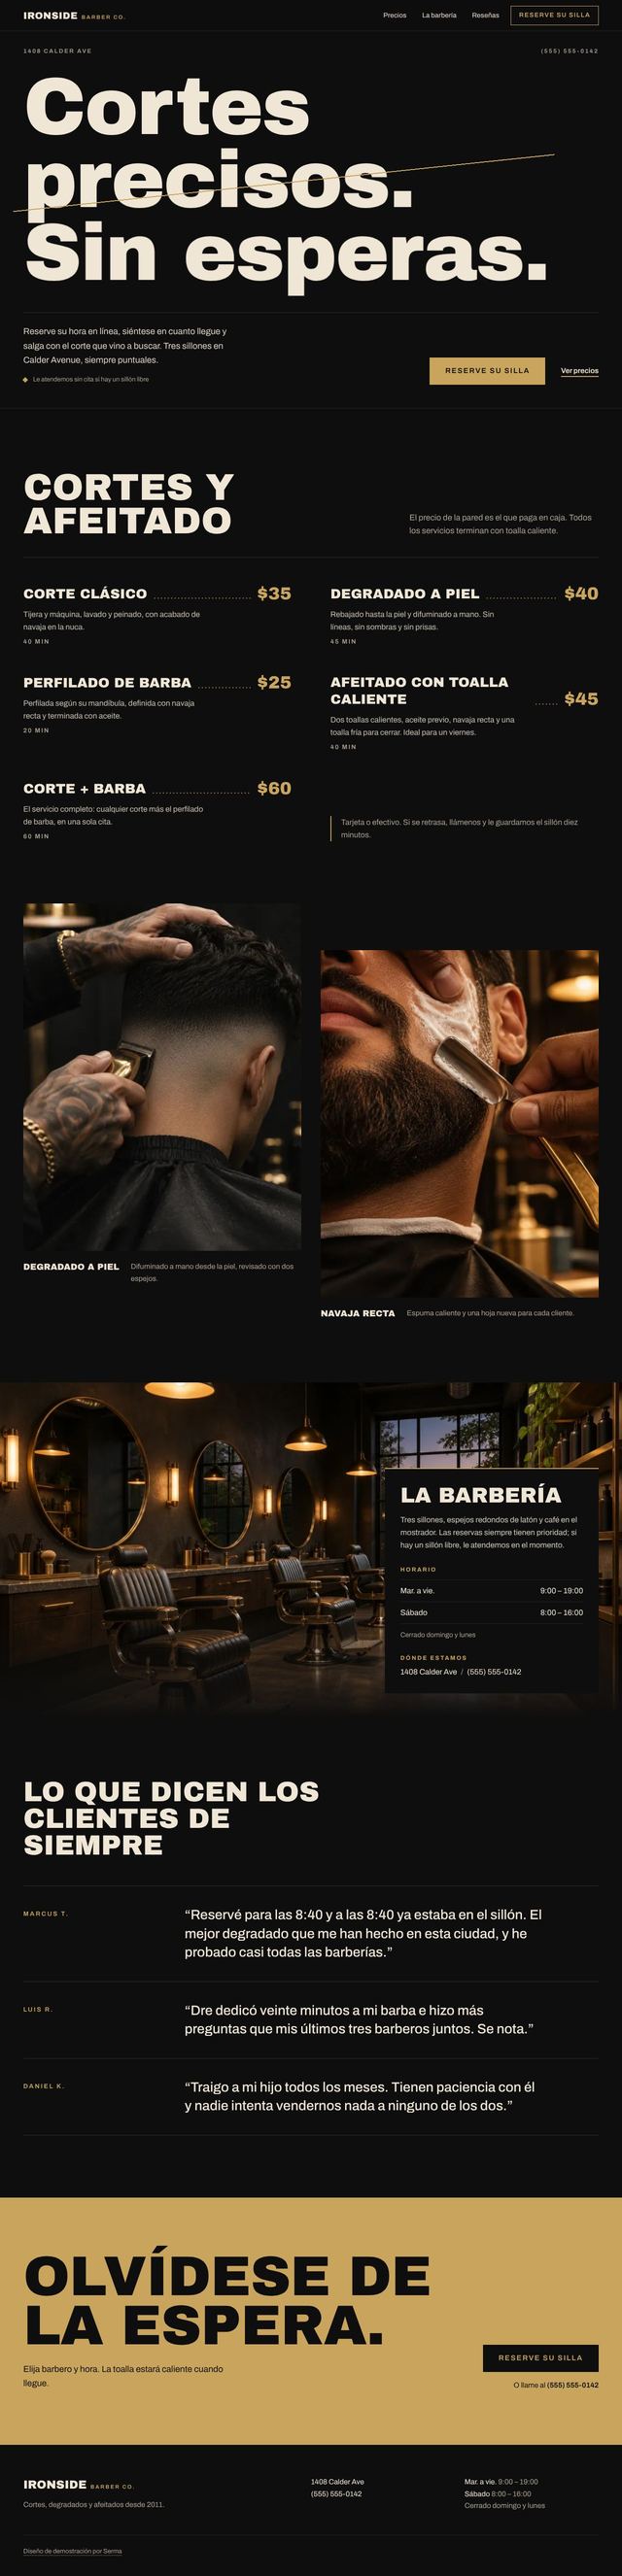 IRONSIDE BARBER CO.
Precios La barbería Reseñas RESERVE SU SILLA
1408 CALDER AVE (555) 555-0142
Cortes
precisos.
Sin esperas.
Reserve su hora en línea, siéntese en cuanto llegue y
salga con el corte que vino a buscar. Tres sillones en
Calder Avenue, siempre puntuales.
Le atendemos sin cita si hay un sillón libre
RESERVE SU SILLA Ver precios
CORTES Y
AFEITADO
El precio de la pared es el que paga en caja. Todos
los servicios terminan con toalla caliente.
CORTE CLÁSICO $35
Tijera y máquina, lavado y peinado, con acabado de
navaja en la nuca.
40 MIN
DEGRADADO A PIEL $40
Rebajado hasta la piel y difuminado a mano. Sin
líneas, sin sombras y sin prisas.
45 MIN
PERFILADO DE BARBA $25
Perfilada según su mandíbula, definida con navaja
recta y terminada con aceite.
20 MIN
AFEITADO CON TOALLA
CALIENTE $45
Dos toallas calientes, aceite previo, navaja recta y una
toalla fría para cerrar. Ideal para un viernes.
40 MIN
CORTE + BARBA $60
El servicio completo: cualquier corte más el perfilado
de barba, en una sola cita.
60 MIN
Tarjeta o efectivo. Si se retrasa, llámenos y le guardamos el sillón diez
minutos.
DEGRADADO A PIEL Difuminado a mano desde la piel, revisado con dos
espejos.
NAVAJA RECTA Espuma caliente y una hoja nueva para cada cliente.
LA BARBERÍA
Tres sillones, espejos redondos de latón y café en el
mostrador. Las reservas siempre tienen prioridad; si
hay un sillón libre, le atendemos en el momento.
HORARIO
Mar. a vie. 9:00 – 19:00
Sábado 8:00 – 16:00
Cerrado domingo y lunes
DÓNDE ESTAMOS
1408 Calder Ave / (555) 555-0142
LO QUE DICEN LOS
CLIENTES DE
SIEMPRE
MARCUS T.
“Reservé para las 8:40 y a las 8:40 ya estaba en el sillón. El
mejor degradado que me han hecho en esta ciudad, y he
probado casi todas las barberías.”
LUIS R.
“Dre dedicó veinte minutos a mi barba e hizo más
preguntas que mis últimos tres barberos juntos. Se nota.”
DANIEL K.
“Traigo a mi hijo todos los meses. Tienen paciencia con él
y nadie intenta vendernos nada a ninguno de los dos.”
OLVÍDESE DE
LA ESPERA.
Elija barbero y hora. La toalla estará caliente cuando
llegue.
RESERVE SU SILLA
O llame al (555) 555-0142
IRONSIDE BARBER CO.
Cortes, degradados y afeitados desde 2011.
1408 Calder Ave
(555) 555-0142
Mar. a vie. 9:00 – 19:00
Sábado 8:00 – 16:00
Cerrado domingo y lunes
Diseño de demostración por Serma